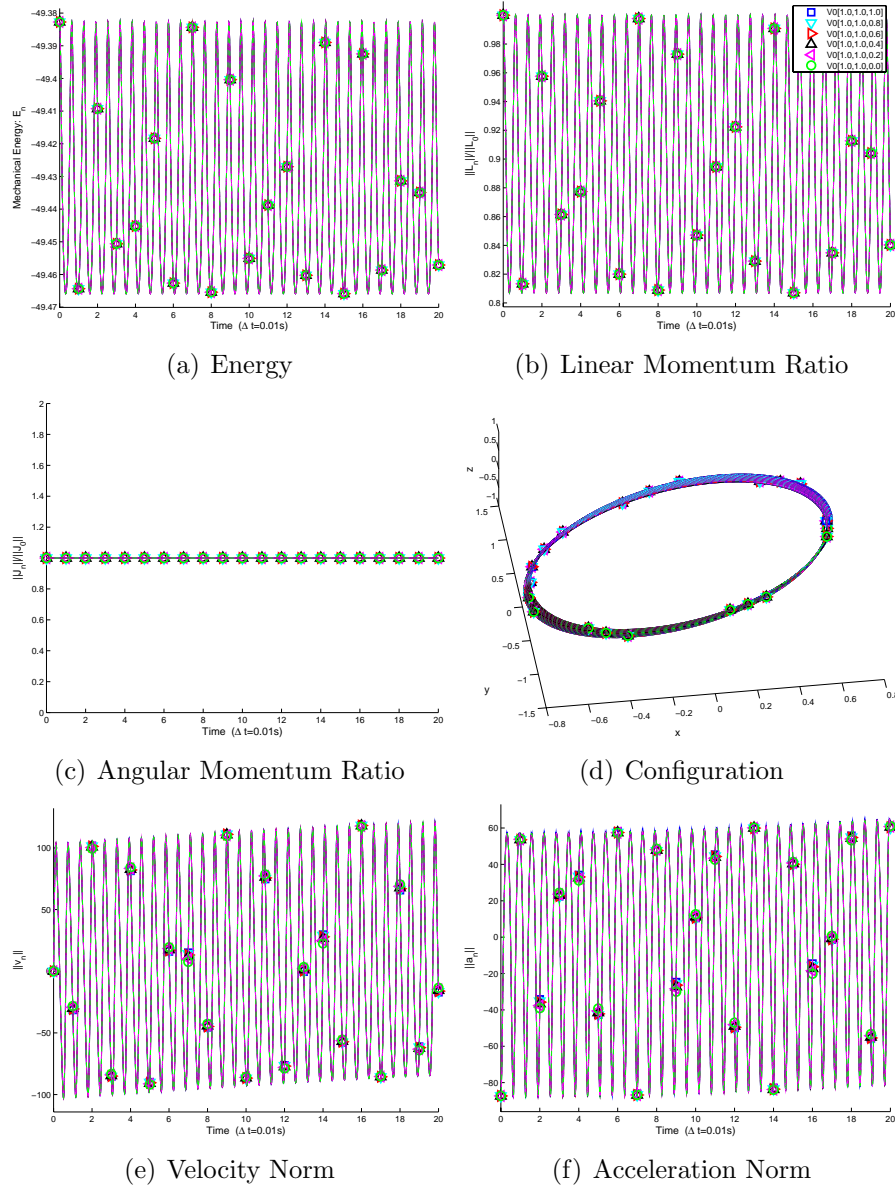 −49.38
−49.39
−49.4
−49.41
−49.42
−49.43
−49.44
−49.45
−49.46
−49.47
Mechanical Energy: E_n
0 2 4 6 8 10 12 14 16 18 20
Time (Δ t=0.01s)
(a) Energy
0.98
0.96
0.94
0.92
0.9
0.88
0.86
0.84
0.82
0.8
||L_n||/||L_0||
V0[1.0,1.0,1.0]
V0[1.0,1.0,0.8]
V0[1.0,1.0,0.6]
V0[1.0,1.0,0.4]
V0[1.0,1.0,0.2]
V0[1.0,1.0,0.0]
0 2 4 6 8 10 12 14 16 18 20
Time (Δ t=0.01s)
(b) Linear Momentum Ratio
2
1.8
1.6
1.4
1.2
1
0.8
0.6
0.4
0.2
0
||J_n||/||J_0||
0 2 4 6 8 10 12 14 16 18 20
Time (Δ t=0.01s)
(c) Angular Momentum Ratio
1
0.5
0
−0.5
−1
z
1.5
1
0.5
0
−0.5
−1
−1.5
y
−0.8 −0.6 −0.4 −0.2 0 0.2 0.4 0.6 0.8
x
(d) Configuration
100
50
0
−50
−100
||v_n||
0 2 4 6 8 10 12 14 16 18 20
Time (Δ t=0.01s)
(e) Velocity Norm
60
40
20
0
−20
−40
−60
−80
||a_n||
0 2 4 6 8 10 12 14 16 18 20
Time (Δ t=0.01s)
(f) Acceleration Norm